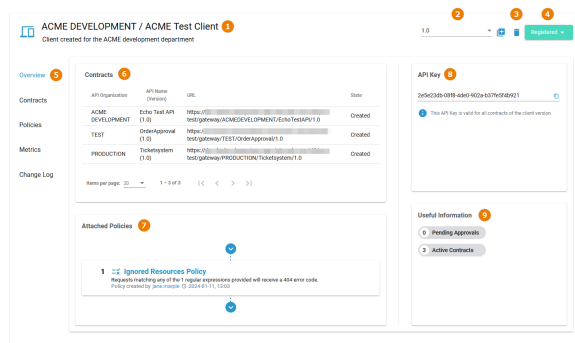 ACME DEVELOPMENT / ACME Test Client 1
Client created for the ACME development department
1.0
2
3
4
Registered
Overview 5
Contracts
Policies
Metrics
Change Log
Contracts 6
API Organization
API Name
(Version)
URL
State
ACME
DEVELOPMENT
Echo Test API
(1.0)
https://
test/gateway/ACMEDEVELOPMENT/EchoTestAPI/1.0
Created
TEST
OrderApproval
(1.0)
https://
test/gateway/TEST/OrderApproval/1.0
Created
PRODUCTION
Ticketsystem
(1.0)
https://
test/gateway/PRODUCTION/Ticketsystem/1.0
Created
Items per page: 20
1 – 3 of 3
Attached Policies 7
1 Ignored Resources Policy
Requests matching any of the 1 regular expressions provided will receive a 404 error code.
Policy created by jane.marple 2024-01-11, 13:03
API Key 8
2e5e23db-08f9-4de0-902a-b37fe5f4b921
This API Key is valid for all contracts of the client version
Useful Information 9
0 Pending Approvals
3 Active Contracts